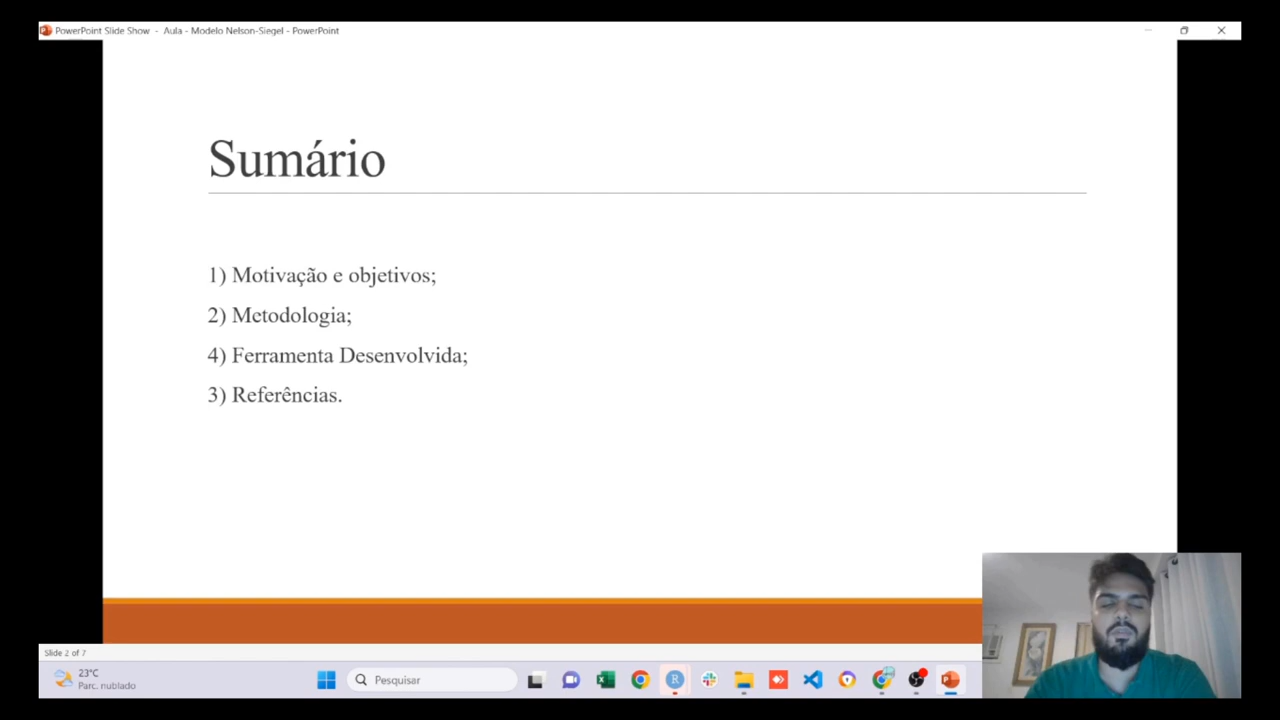 PowerPoint Slide Show - Aula - Modelo Nelson-Siegel - PowerPoint
Sumário
1) Motivação e objetivos;
2) Metodologia;
4) Ferramenta Desenvolvida;
3) Referências.
Slide 2 of 7
23°C
Parc. nublado
Pesquisar